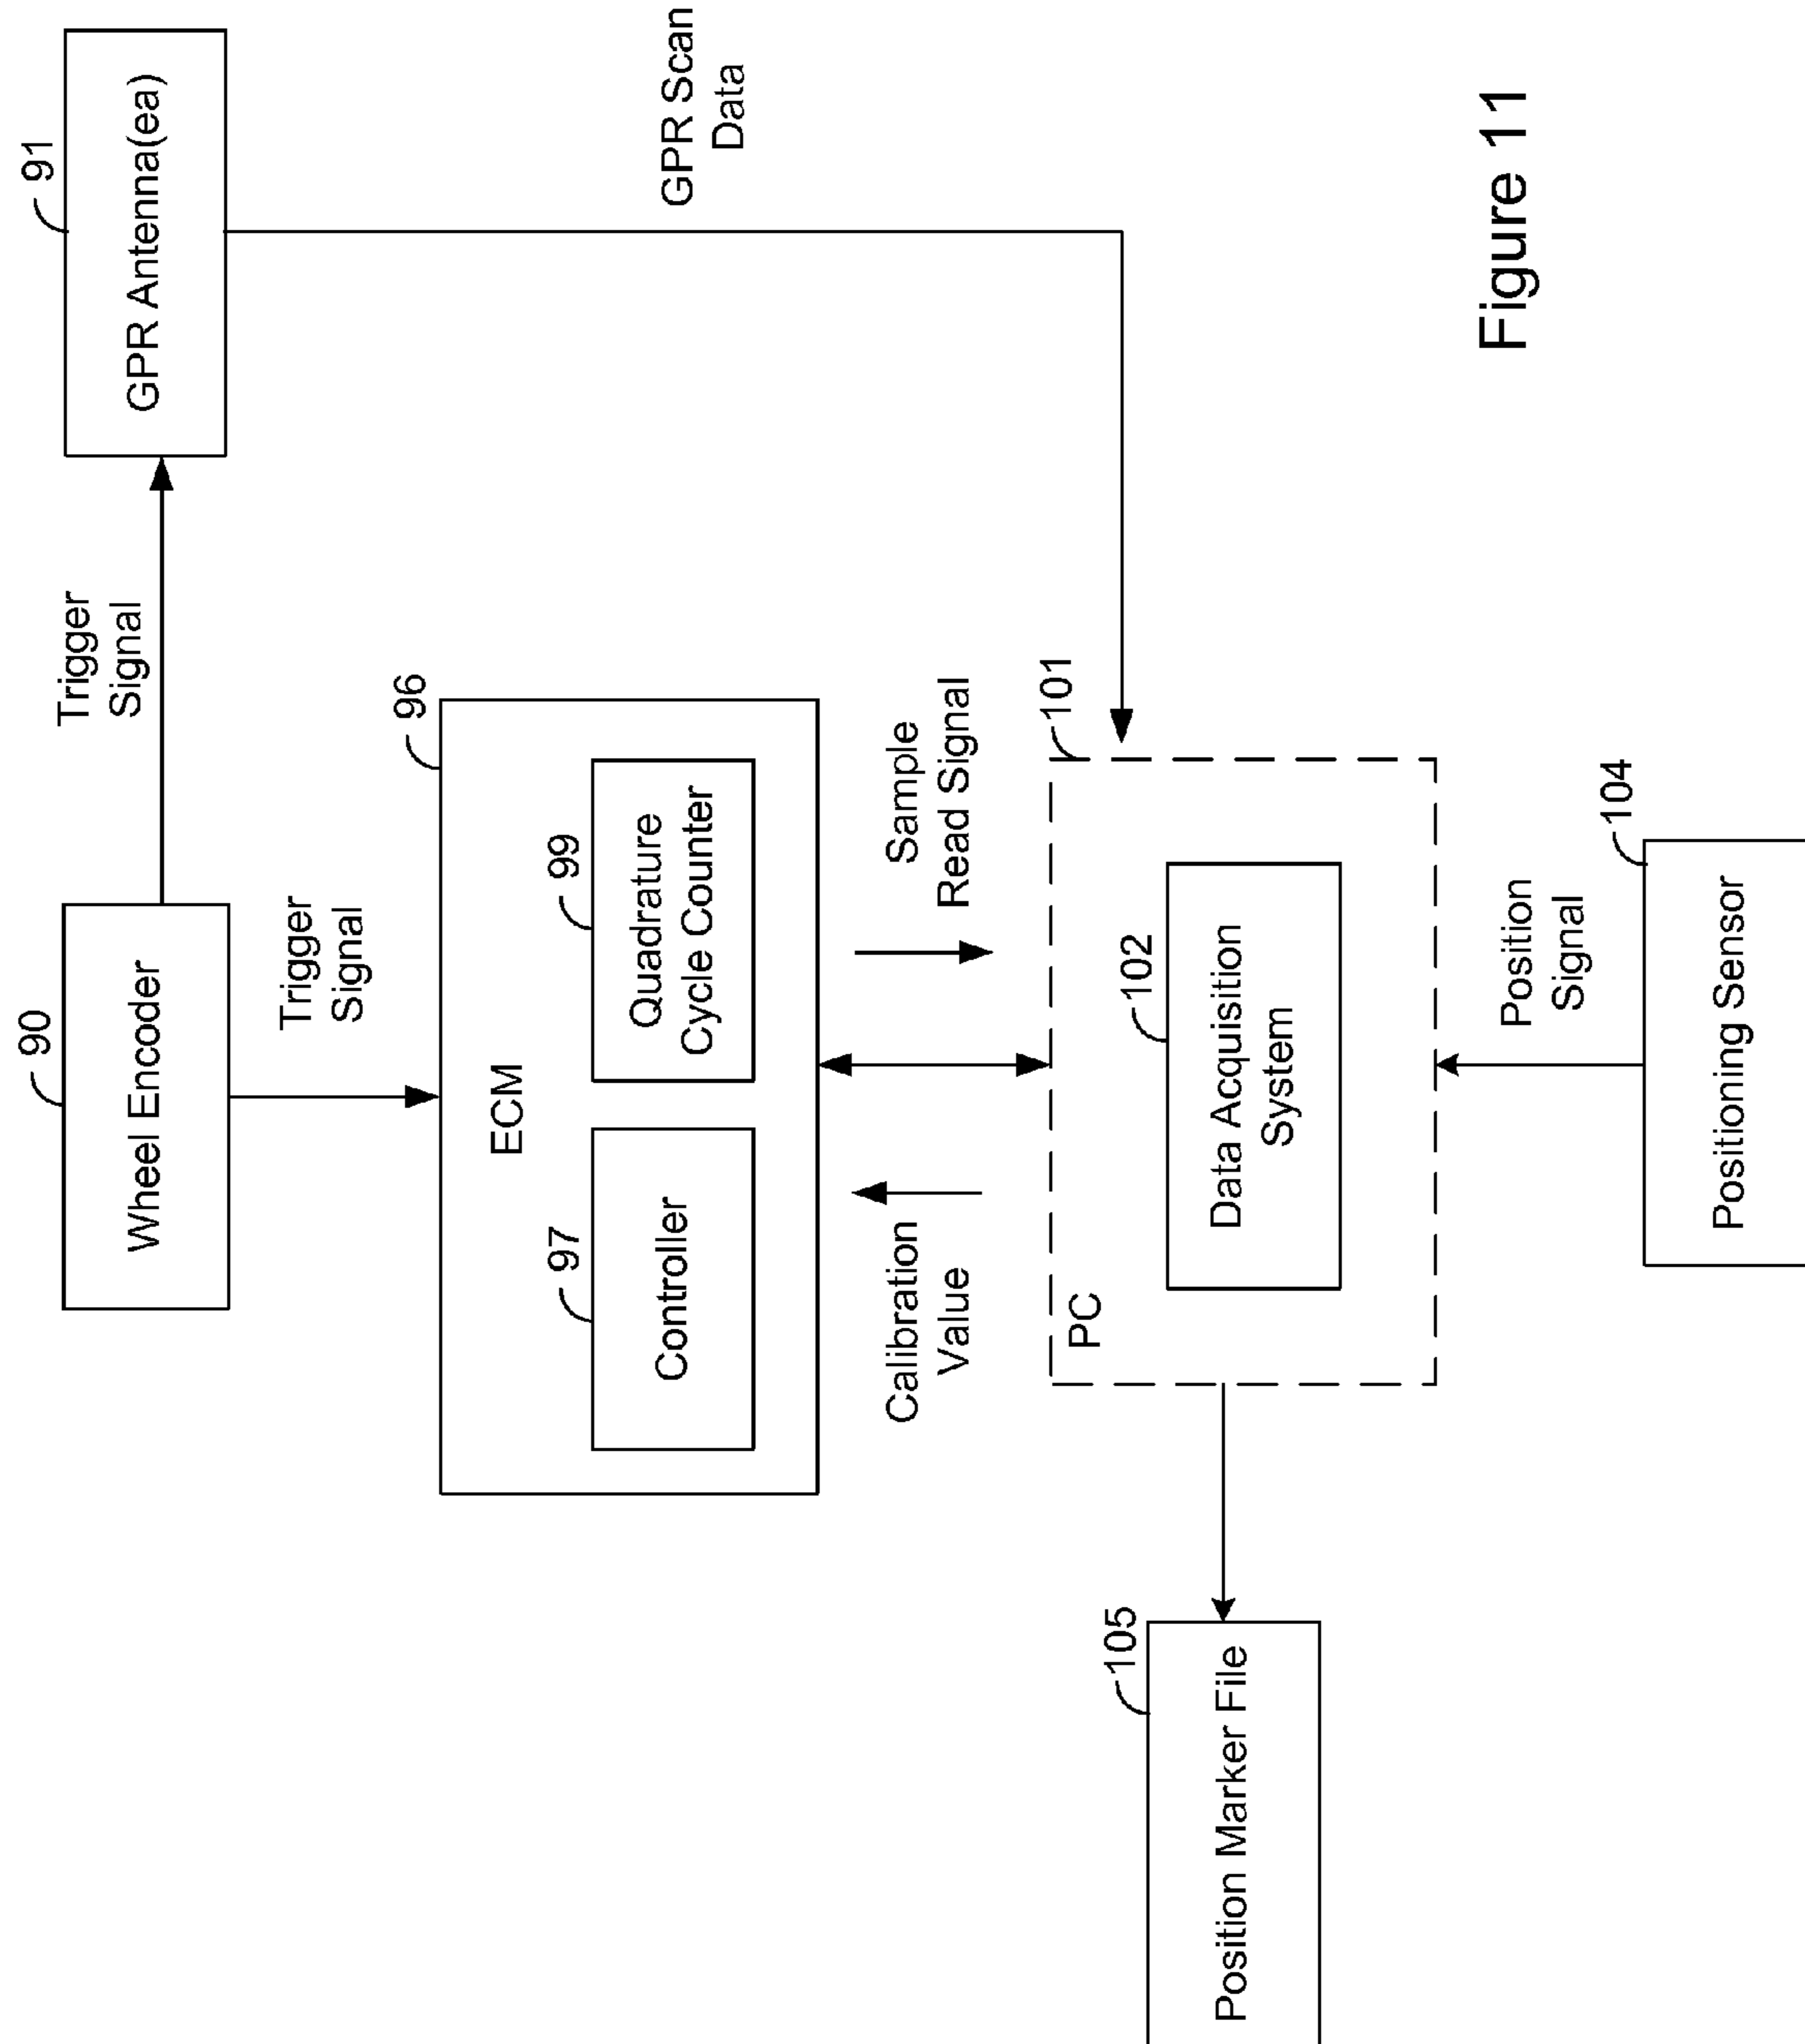 90
Wheel Encoder
Trigger
Signal
91
GPR Antenna(ea)
Trigger
Signal
96
ECM
97
Controller
99
Quadrature
Cycle Counter
GPR Scan
Data
Calibration
Value
Sample
Read Signal
101
PC
102
Data Acquisition
System
105
Position Marker File
Position
Signal
104
Positioning Sensor
Figure 11